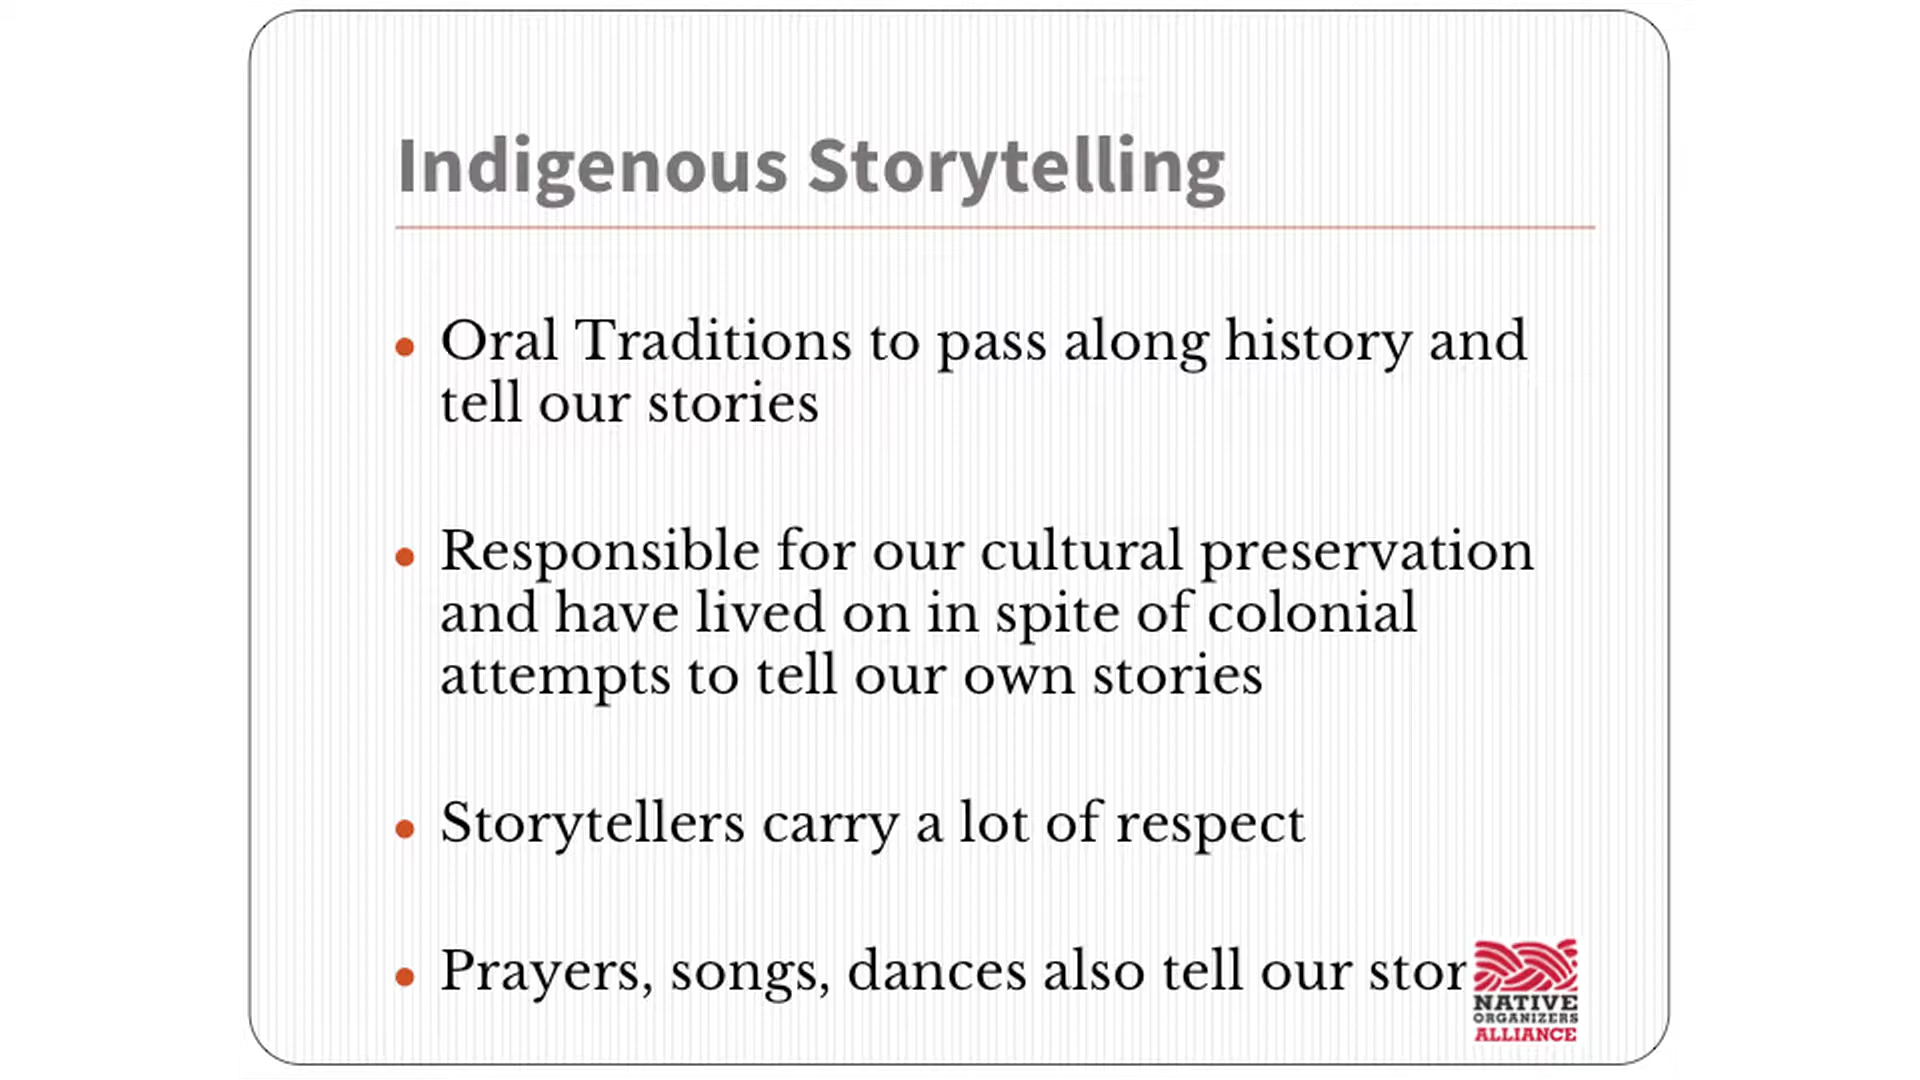 Indigenous Storytelling
Oral Traditions to pass along history and
tell our stories
Responsible for our cultural preservation
and have lived on in spite of colonial
attempts to tell our own stories
Storytellers carry a lot of respect
Prayers, songs, dances also tell our stor
NATIVE
ORGANIZERS
ALLIANCE